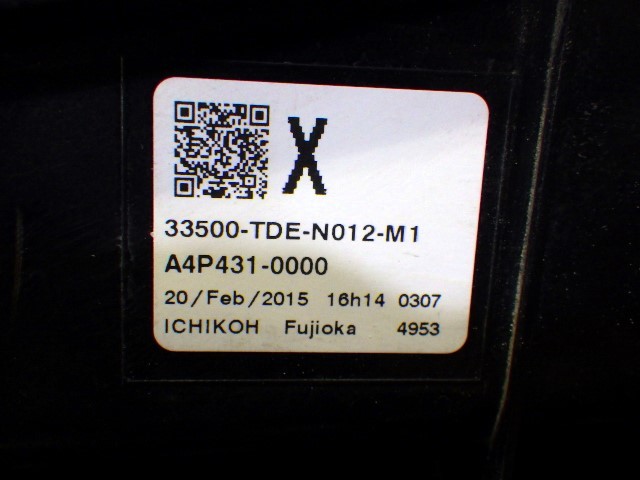 X
33500-TDE-N012-M1
A4P431-0000
20/Feb/2015 16h14 0307
ICHIKOH Fujioka 4953